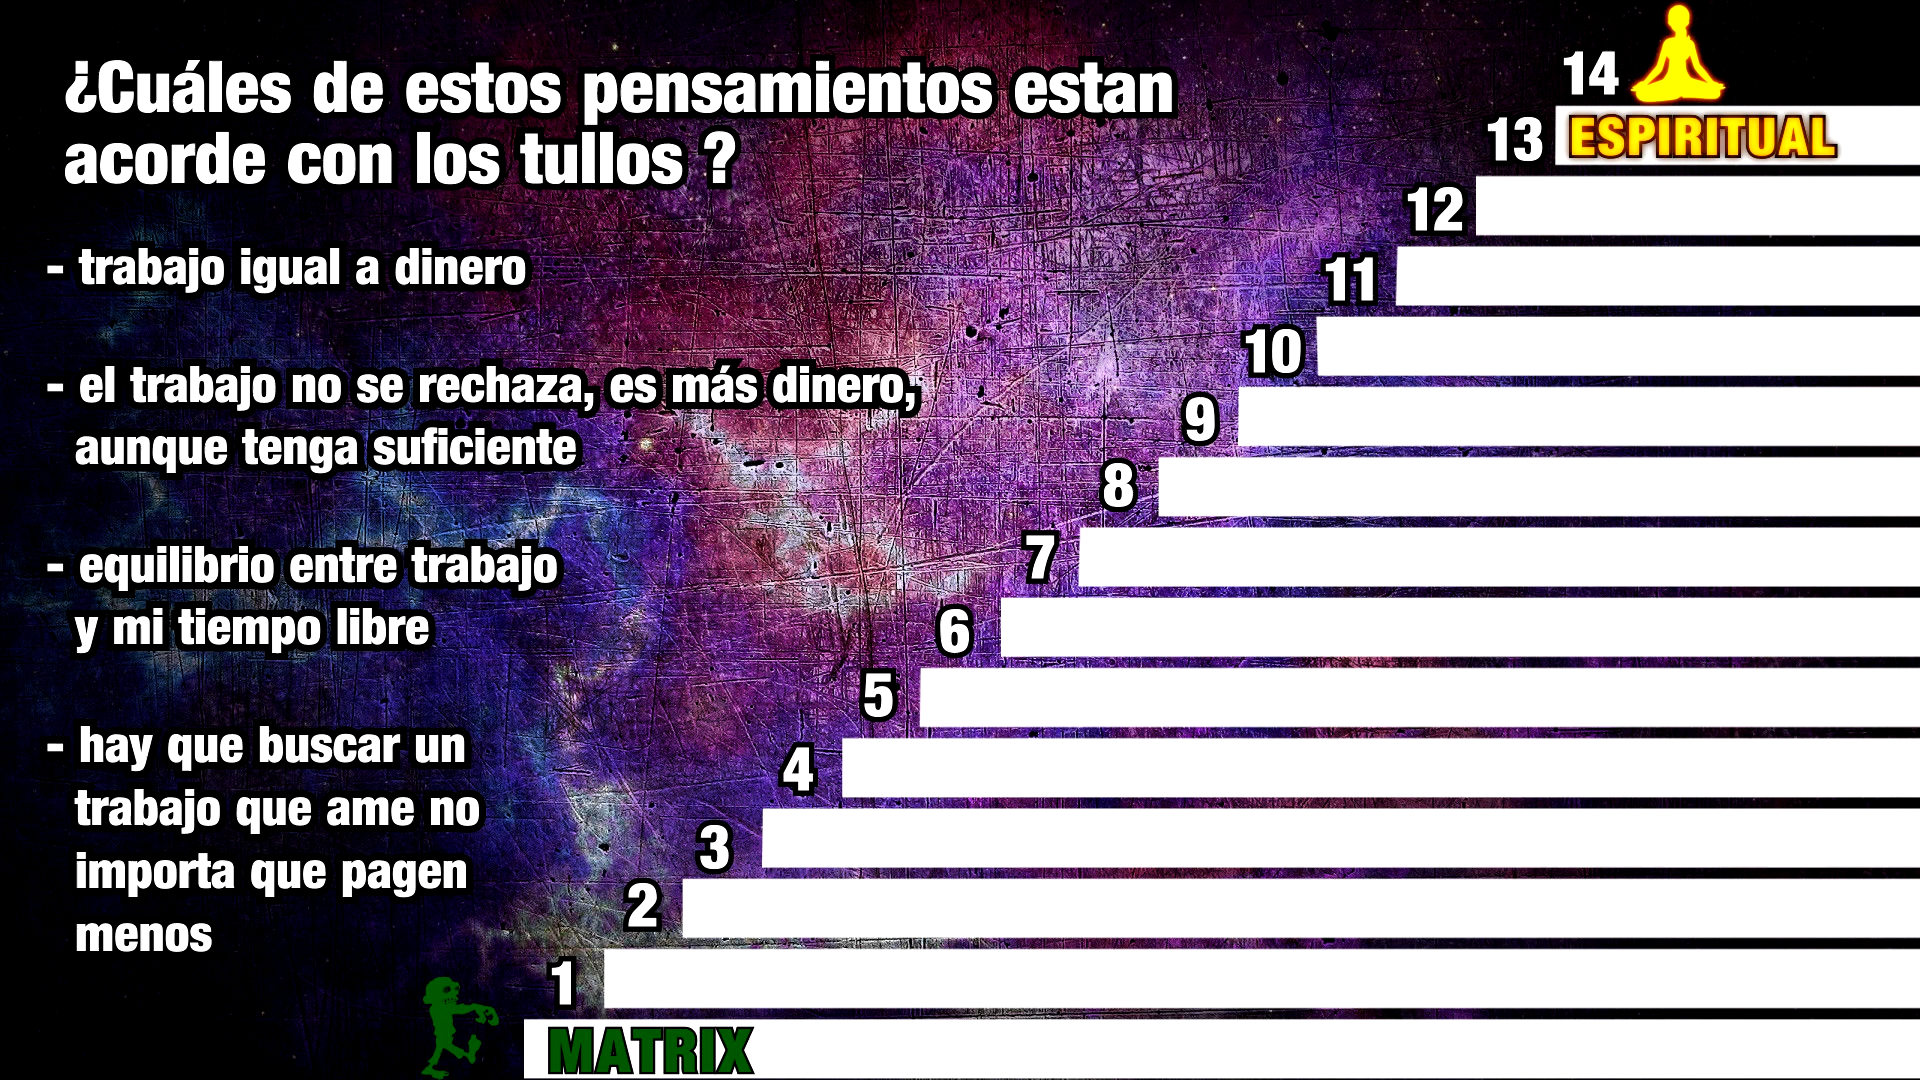 ¿Cuáles de estos pensamientos estan
acorde con los tullos ?
- trabajo igual a dinero
- el trabajo no se rechaza, es más dinero,
aunque tenga suficiente
- equilibrio entre trabajo
y mi tiempo libre
- hay que buscar un
trabajo que ame no
importa que pagen
menos
14
13 ESPIRITUAL
12
11
10
9
8
7
6
5
4
3
2
1
MATRIX